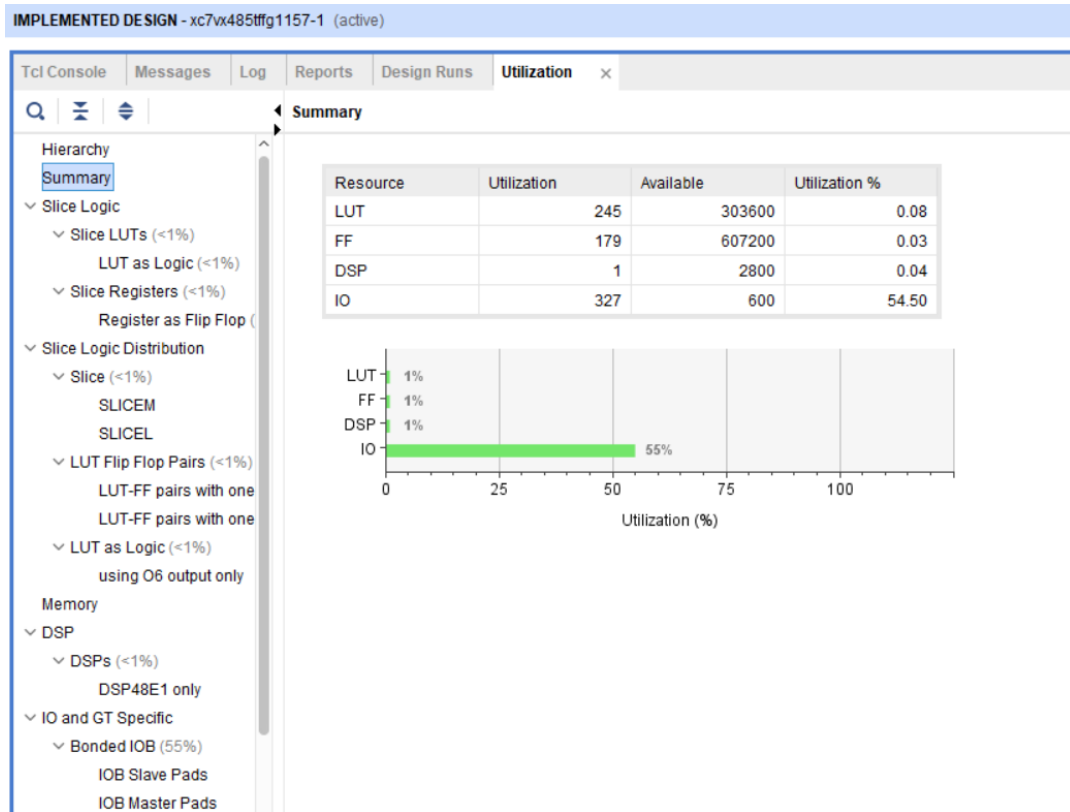 IMPLEMENTED DESIGN - xc7vx485tffg1157-1 (active)
Tcl Console Messages Log Reports Design Runs Utilization ×
Summary
Hierarchy
Summary
Slice Logic
Slice LUTs (<1%)
LUT as Logic (<1%)
Slice Registers (<1%)
Register as Flip Flop (
Slice Logic Distribution
Slice (<1%)
SLICEM
SLICEL
LUT Flip Flop Pairs (<1%)
LUT-FF pairs with one
LUT-FF pairs with one
LUT as Logic (<1%)
using O6 output only
Memory
DSP
DSPs (<1%)
DSP48E1 only
IO and GT Specific
Bonded IOB (55%)
IOB Slave Pads
IOB Master Pads
Resource Utilization Available Utilization %
LUT 245 303600 0.08
FF 179 607200 0.03
DSP 1 2800 0.04
IO 327 600 54.50
LUT 1%
FF 1%
DSP 1%
IO 55%
0 25 50 75 100
Utilization (%)